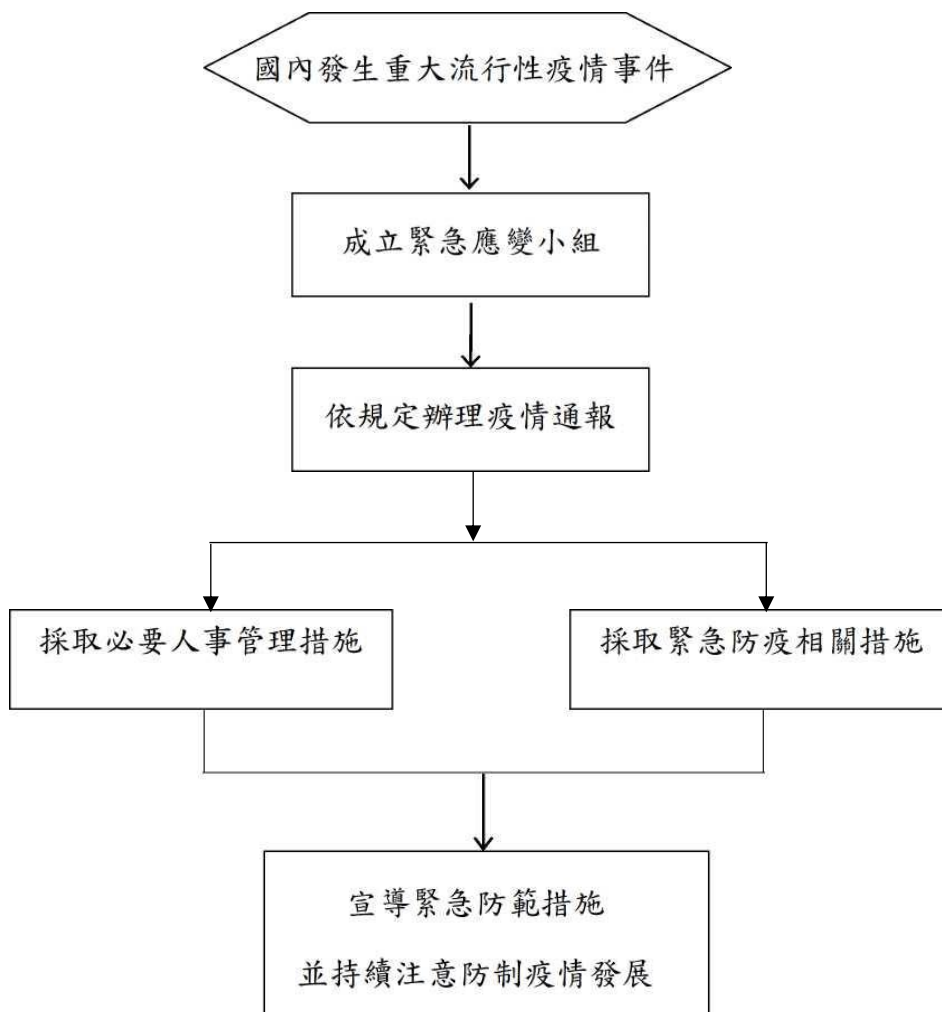 國內發生重大流行性疫情事件
成立緊急應變小組
依規定辦理疫情通報
採取必要人事管理措施
採取緊急防疫相關措施
宣導緊急防範措施
並持續注意防制疫情發展